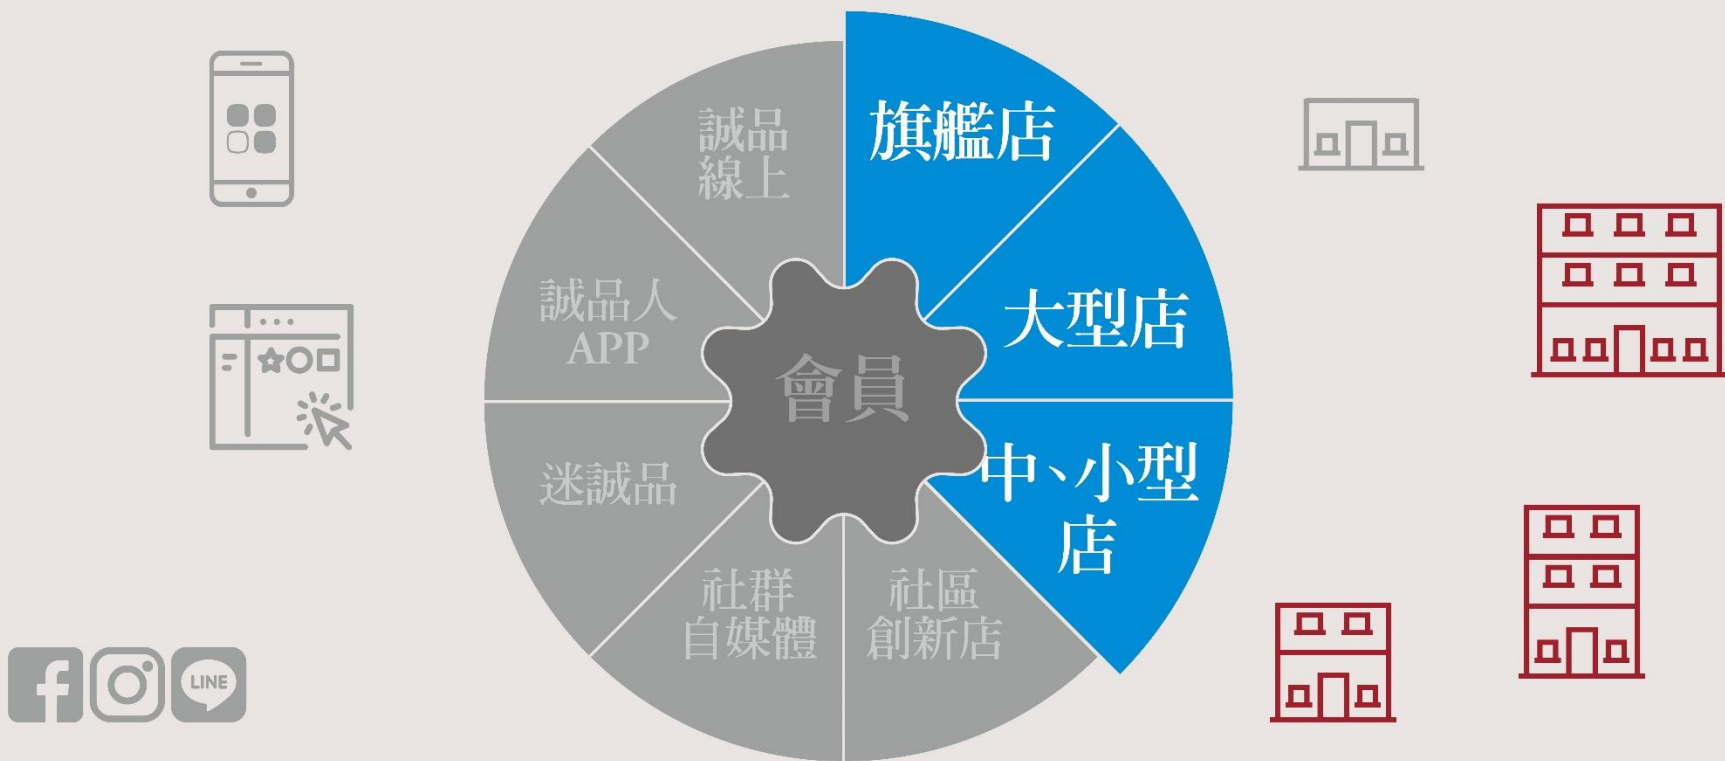 旗艦店
大型店
中、小型
店
社區
創新店
社群
自媒體
迷誠品
誠品人
APP
誠品
線上
會員
LINE